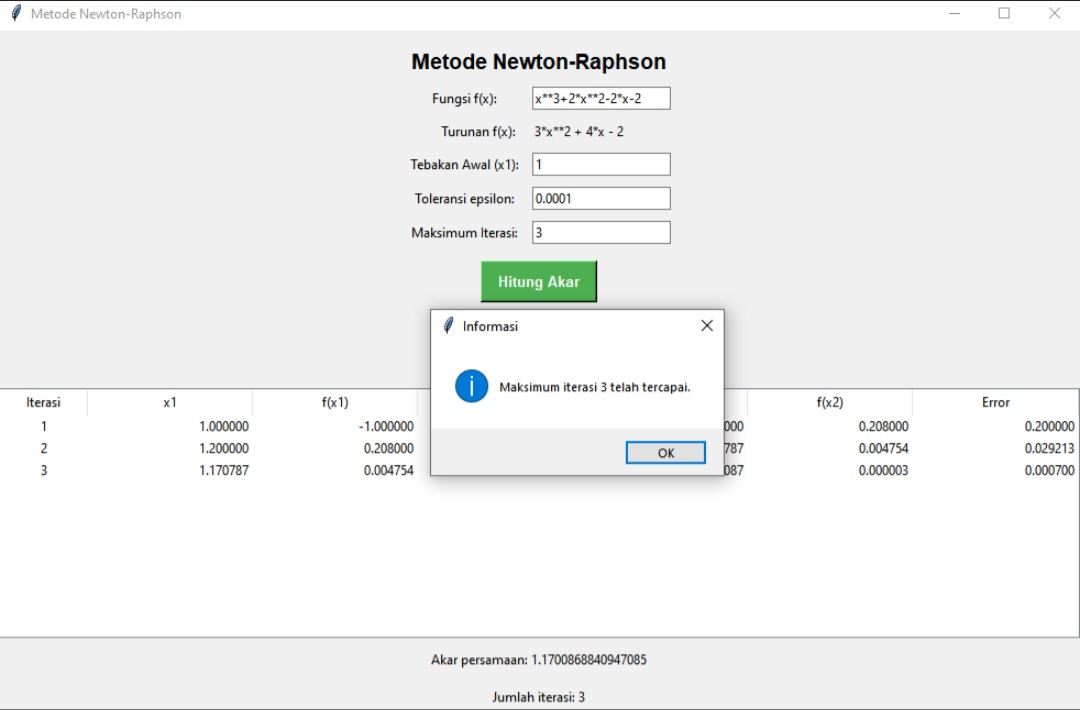 Metode Newton-Raphson
Metode Newton-Raphson
Fungsi f(x): x**3+2*x**2-2*x-2
Turunan f(x): 3*x**2 + 4*x - 2
Tebakan Awal (x1): 1
Toleransi epsilon: 0.0001
Maksimum Iterasi: 3
Hitung Akar
Informasi
Maksimum iterasi 3 telah tercapai.
OK
Iterasi x1 f(x1) f(x2) Error
1 1.000000 -1.000000 000 0.208000 0.200000
2 1.200000 0.208000 787 0.004754 0.029213
3 1.170787 0.004754 087 0.000003 0.000700
Akar persamaan: 1.1700868840947085
Jumlah iterasi: 3